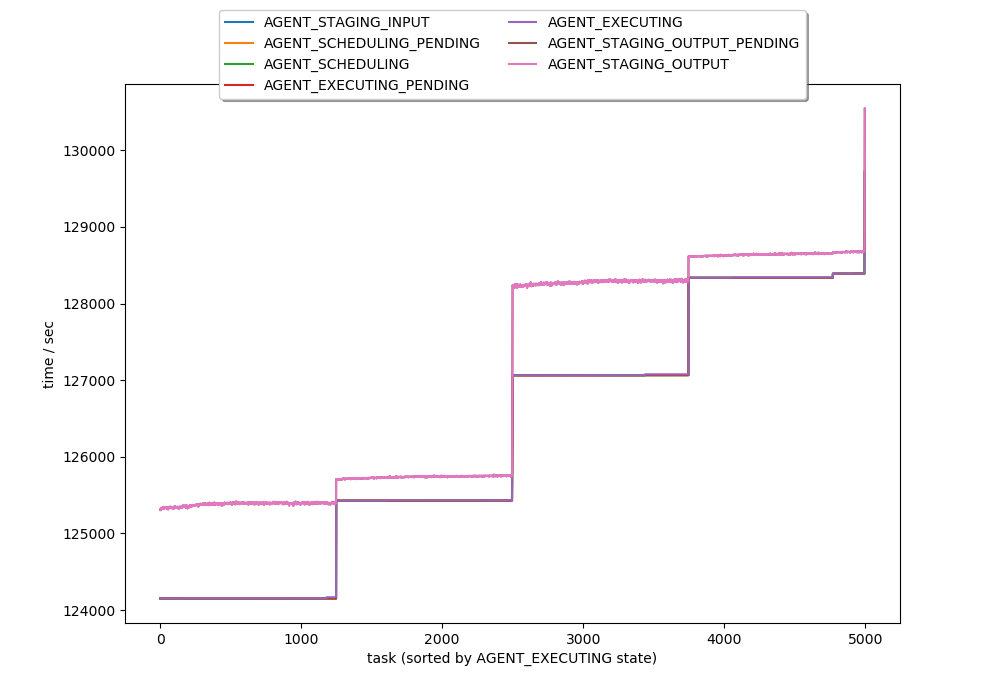 AGENT_STAGING_INPUT
AGENT_SCHEDULING_PENDING
AGENT_SCHEDULING
AGENT_EXECUTING_PENDING
AGENT_EXECUTING
AGENT_STAGING_OUTPUT_PENDING
AGENT_STAGING_OUTPUT
130000
129000
128000
127000
126000
125000
124000
time / sec
0 1000 2000 3000 4000 5000
task (sorted by AGENT_EXECUTING state)